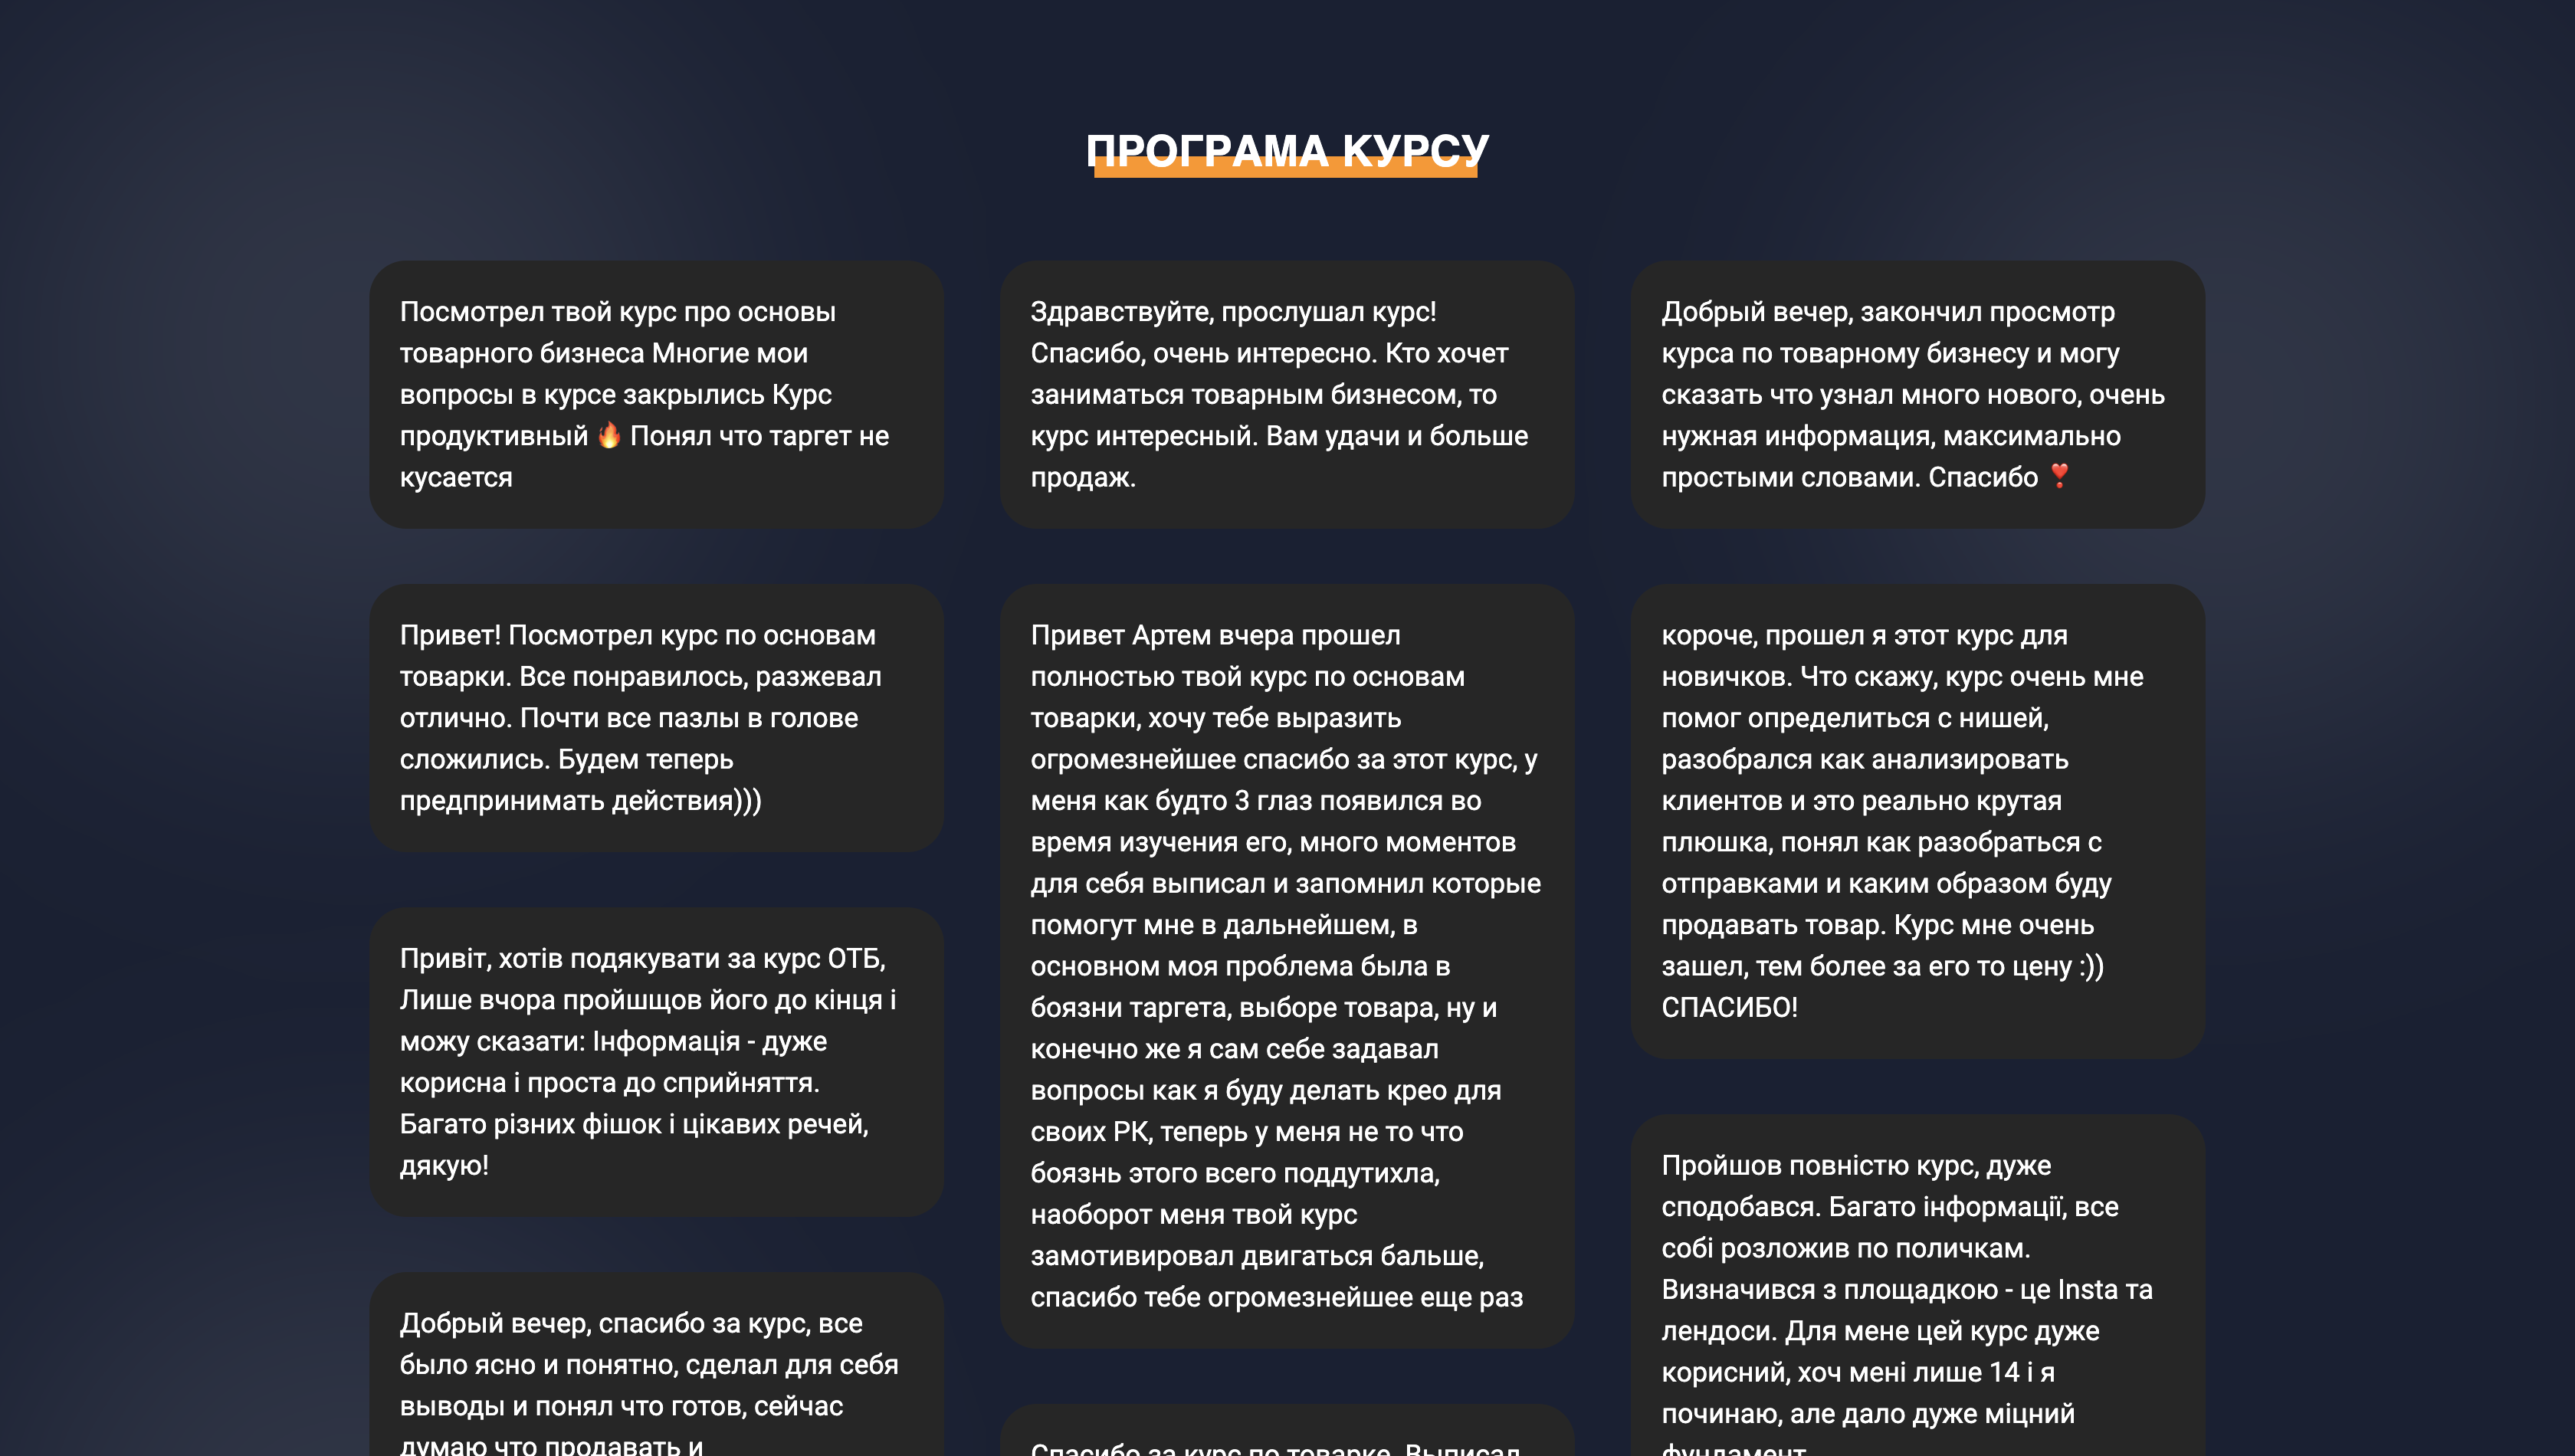 ПРОГРАМА КУРСУ
Посмотрел твой курс про основы
товарного бизнеса Многие мои
вопросы в курсе закрылись Курс
продуктивный 🔥 Понял что таргет не
кусается
Здравствуйте, прослушал курс!
Спасибо, очень интересно. Кто хочет
заниматься товарным бизнесом, то
курс интересный. Вам удачи и больше
продаж.
Добрый вечер, закончил просмотр
курса по товарному бизнесу и могу
сказать что узнал много нового, очень
нужная информация, максимально
простыми словами. Спасибо ❣️
Привет! Посмотрел курс по основам
товарки. Все понравилось, разжевал
отлично. Почти все пазлы в голове
сложились. Будем теперь
предпринимать действия)))
Привет Артем вчера прошел
полностью твой курс по основам
товарки, хочу тебе выразить
огромезнейшее спасибо за этот курс, у
меня как будто 3 глаз появился во
время изучения его, много моментов
для себя выписал и запомнил которые
помогут мне в дальнейшем, в
основном моя проблема была в
боязни таргета, выборе товара, ну и
конечно же я сам себе задавал
вопросы как я буду делать крео для
своих РК, теперь у меня не то что
боязнь этого всего поддутихла,
наоборот меня твой курс
замотивировал двигаться бальше,
спасибо тебе огромезнейшее еще раз
короче, прошел я этот курс для
новичков. Что скажу, курс очень мне
помог определиться с нишей,
разобрался как анализировать
клиентов и это реально крутая
плюшка, понял как разобраться с
отправками и каким образом буду
продавать товар. Курс мне очень
зашел, тем более за его то цену :))
СПАСИБО!
Привіт, хотів подякувати за курс ОТБ,
Лише вчора пройшщов його до кінця і
можу сказати: Інформація - дуже
корисна і проста до сприйняття.
Багато різних фішок і цікавих речей,
дякую!
Пройшов повністю курс, дуже
сподобався. Багато інформації, все
собі розложив по поличкам.
Визначився з площадкою - це Insta та
лендоси. Для мене цей курс дуже
корисний, хоч мені лише 14 і я
починаю, але дало дуже міцний
фундамент
Добрый вечер, спасибо за курс, все
было ясно и понятно, сделал для себя
выводы и понял что готов, сейчас
думаю что продавать и
Спасибо за курс по товарке. Выписал